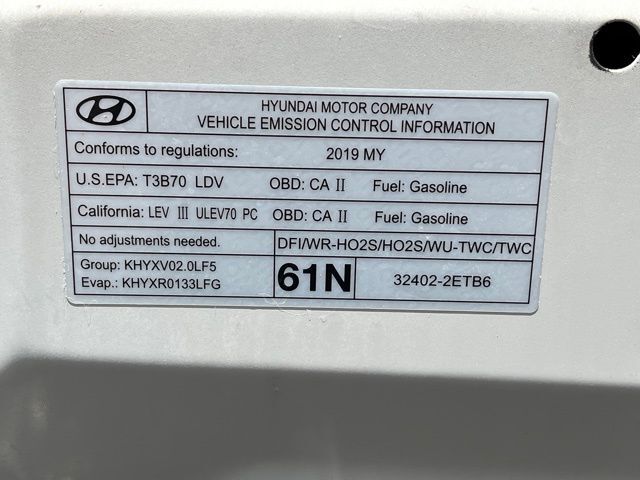 HYUNDAI MOTOR COMPANY
VEHICLE EMISSION CONTROL INFORMATION
Conforms to regulations: 2019 MY
U.S.EPA: T3B70 LDV OBD: CA II Fuel: Gasoline
California: LEV III ULEV70 PC OBD: CA II Fuel: Gasoline
No adjustments needed. DFI/WR-HO2S/HO2S/WU-TWC/TWC
Group: KHYXV02.0LF5
Evap.: KHYXR0133LFG
61N
32402-2ETB6